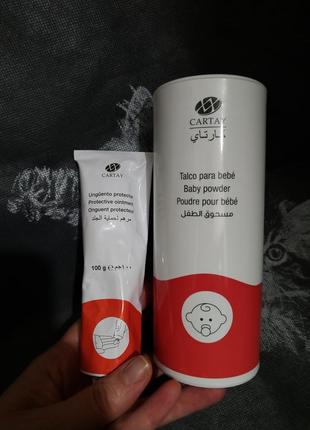 CARTAY
Ungüento protector
Protective ointment
Onguent protecteur
مرهم لحماية الجلد
100 g
CARTAY
كارتاي
Talco para bebé
Baby powder
Poudre pour bébé
مسحوق الطفل